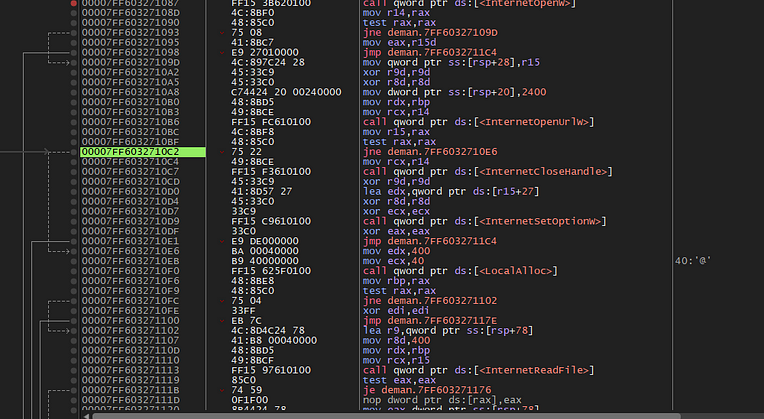 00007FF603271087 FF15 3B620100 call qword ptr ds:[<InternetOpenW>]
00007FF60327108D 4C:8BF0 mov r14,rax
00007FF603271090 48:85C0 test rax,rax
00007FF603271093 75 08 jne deman.7FF60327109D
00007FF603271095 41:8BC7 mov eax,r15d
00007FF603271098 E9 27010000 jmp deman.7FF6032711C4
00007FF60327109D 4C:897C24 28 mov qword ptr ss:[rsp+28],r15
00007FF6032710A2 45:33C9 xor r9d,r9d
00007FF6032710A5 45:33C0 xor r8d,r8d
00007FF6032710A8 C74424 20 00240000 mov dword ptr ss:[rsp+20],2400
00007FF6032710B0 48:8BD5 mov rdx,rbp
00007FF6032710B3 49:8BCE mov rcx,r14
00007FF6032710B6 FF15 FC610100 call qword ptr ds:[<InternetOpenUrlW>]
00007FF6032710BC 4C:8BF8 mov r15,rax
00007FF6032710BF 48:85C0 test rax,rax
00007FF6032710C2 75 22 jne deman.7FF6032710E6
00007FF6032710C4 49:8BCE mov rcx,r14
00007FF6032710C7 FF15 F3610100 call qword ptr ds:[<InternetCloseHandle>]
00007FF6032710CD 45:33C9 xor r9d,r9d
00007FF6032710D0 41:8D57 27 lea edx,qword ptr ds:[r15+27]
00007FF6032710D4 45:33C0 xor r8d,r8d
00007FF6032710D7 33C9 xor ecx,ecx
00007FF6032710D9 FF15 C9610100 call qword ptr ds:[<InternetSetOptionW>]
00007FF6032710DF 33C0 xor eax,eax
00007FF6032710E1 E9 DE000000 jmp deman.7FF6032711C4
00007FF6032710E6 BA 00040000 mov edx,400
00007FF6032710EB B9 40000000 mov ecx,40 40:'@'
00007FF6032710F0 FF15 625F0100 call qword ptr ds:[<LocalAlloc>]
00007FF6032710F6 48:8BE8 mov rbp,rax
00007FF6032710F9 48:85C0 test rax,rax
00007FF6032710FC 75 04 jne deman.7FF603271102
00007FF6032710FE 33FF xor edi,edi
00007FF603271100 EB 7C jmp deman.7FF60327117E
00007FF603271102 4C:8D4C24 78 lea r9,qword ptr ss:[rsp+78]
00007FF603271107 41:B8 00040000 mov r8d,400
00007FF60327110D 48:8BD5 mov rdx,rbp
00007FF603271110 49:8BCF mov rcx,r15
00007FF603271113 FF15 97610100 call qword ptr ds:[<InternetReadFile>]
00007FF603271119 85C0 test eax,eax
00007FF60327111B 74 59 je deman.7FF603271176
00007FF60327111D 0F1F00 nop dword ptr ds:[rax],eax
00007FF603271120 8B4424 78 mov eax,dword ptr ss:[rsp+78]